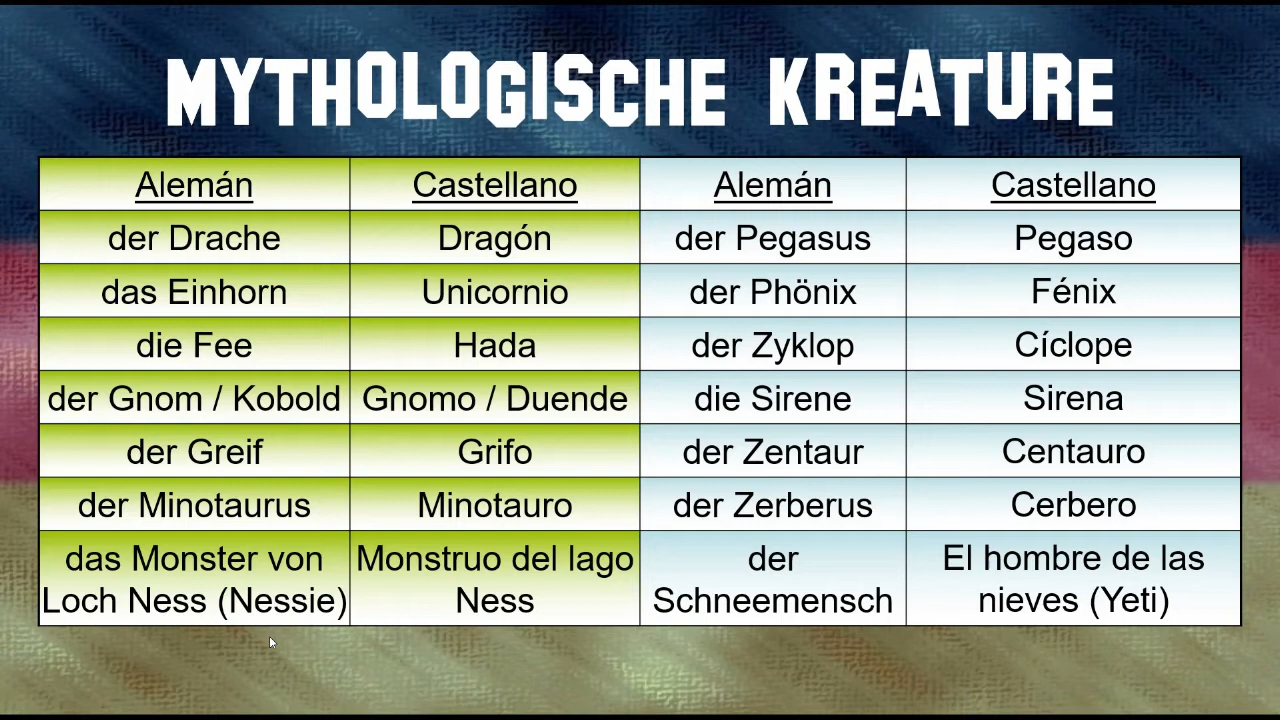 MYTHOLOGISCHE KREATURE
Alemán Castellano Alemán Castellano
der Drache Dragón der Pegasus Pegaso
das Einhorn Unicornio der Phönix Fénix
die Fee Hada der Zyklop Cíclope
der Gnom / Kobold Gnomo / Duende die Sirene Sirena
der Greif Grifo der Zentaur Centauro
der Minotaurus Minotauro der Zerberus Cerbero
das Monster von Monstruo del lago der El hombre de las
Loch Ness (Nessie) Ness Schneemensch nieves (Yeti)